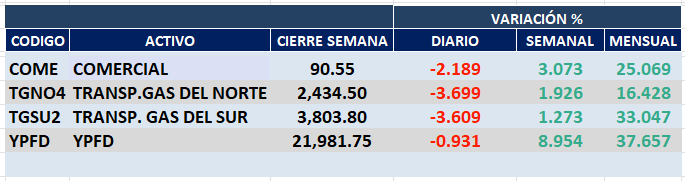 VARIACIÓN %
CODIGO ACTIVO CIERRE SEMANA DIARIO SEMANAL MENSUAL
COME COMERCIAL 90.55 -2.189 3.073 25.069
TGNO4 TRANSP.GAS DEL NORTE 2,434.50 -3.699 1.926 16.428
TGSU2 TRANSP. GAS DEL SUR 3,803.80 -3.609 1.273 33.047
YPFD YPFD 21,981.75 -0.931 8.954 37.657